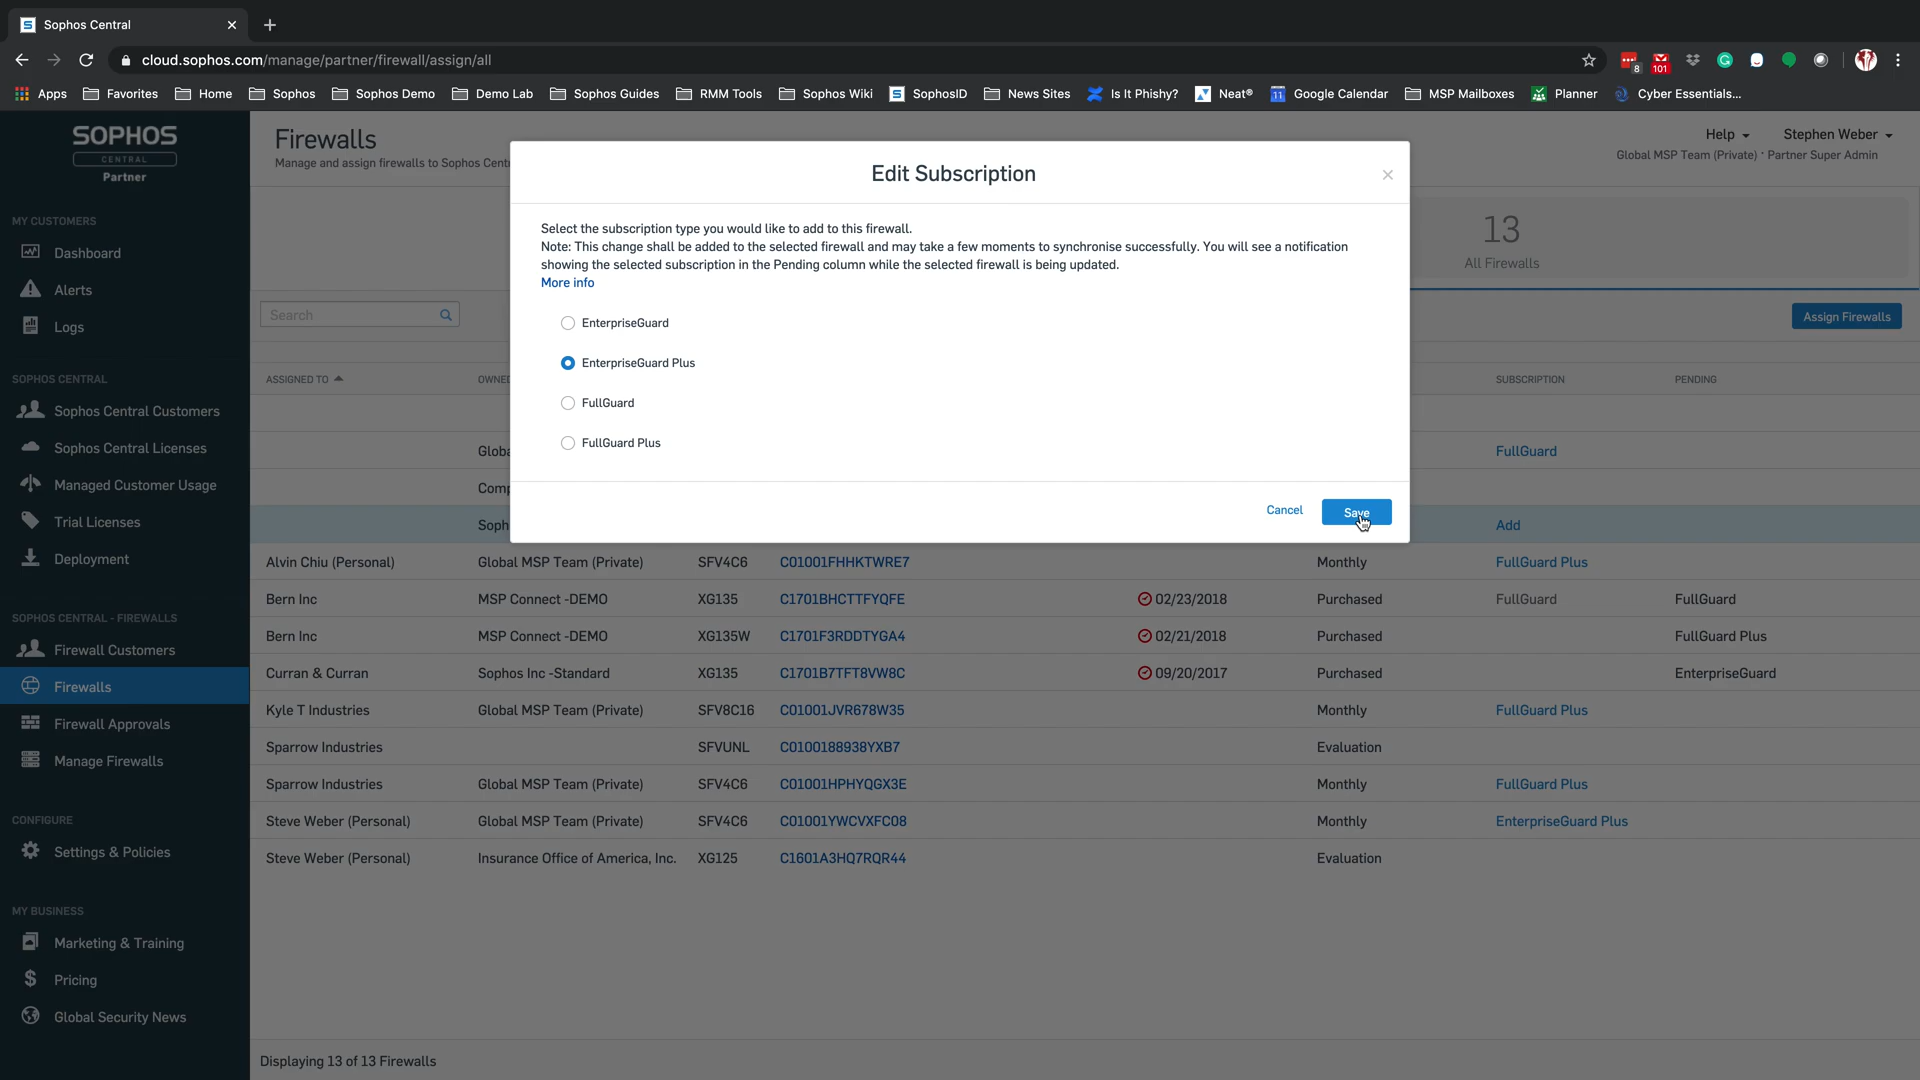 Sophos Central
cloud.sophos.com/manage/partner/firewall/assign/all
8
101
Apps Favorites Home Sophos Sophos Demo Demo Lab Sophos Guides RMM Tools Sophos Wiki SophosID News Sites Is It Phishy? Neat® 11 Google Calendar MSP Mailboxes Planner Cyber Essentials...
SOPHOS
CENTRAL
Partner
MY CUSTOMERS
Dashboard
Alerts
Logs
SOPHOS CENTRAL
Sophos Central Customers
Sophos Central Licenses
Managed Customer Usage
Trial Licenses
Deployment
SOPHOS CENTRAL - FIREWALLS
Firewall Customers
Firewalls
Firewall Approvals
Manage Firewalls
CONFIGURE
Settings & Policies
MY BUSINESS
Marketing & Training
Pricing
Global Security News
Firewalls
Manage and assign firewalls to Sophos Cent
Help
Stephen Weber
Global MSP Team (Private) · Partner Super Admin
13
All Firewalls
Search
Assign Firewalls
Edit Subscription
Select the subscription type you would like to add to this firewall.
Note: This change shall be added to the selected firewall and may take a few moments to synchronise successfully. You will see a notification
showing the selected subscription in the Pending column while the selected firewall is being updated.
More info
EnterpriseGuard
EnterpriseGuard Plus
FullGuard
FullGuard Plus
Cancel Save
ASSIGNED TO OWNE SUBSCRIPTION PENDING
Globa FullGuard
Comp
Soph Add
Alvin Chiu (Personal) Global MSP Team (Private) SFV4C6 C01001FHHKTWRE7 Monthly FullGuard Plus
Bern Inc MSP Connect -DEMO XG135 C1701BHCTTFYQFE 02/23/2018 Purchased FullGuard FullGuard
Bern Inc MSP Connect -DEMO XG135W C1701F3RDDTYGA4 02/21/2018 Purchased FullGuard Plus
Curran & Curran Sophos Inc -Standard XG135 C1701B7TFT8VW8C 09/20/2017 Purchased EnterpriseGuard
Kyle T Industries Global MSP Team (Private) SFV8C16 C01001JVR678W35 Monthly FullGuard Plus
Sparrow Industries SFVUNL C0100188938YXB7 Evaluation
Sparrow Industries Global MSP Team (Private) SFV4C6 C01001HPHYQGX3E Monthly FullGuard Plus
Steve Weber (Personal) Global MSP Team (Private) SFV4C6 C01001YWCVXFC08 Monthly EnterpriseGuard Plus
Steve Weber (Personal) Insurance Office of America, Inc. XG125 C1601A3HQ7RQR44 Evaluation
Displaying 13 of 13 Firewalls